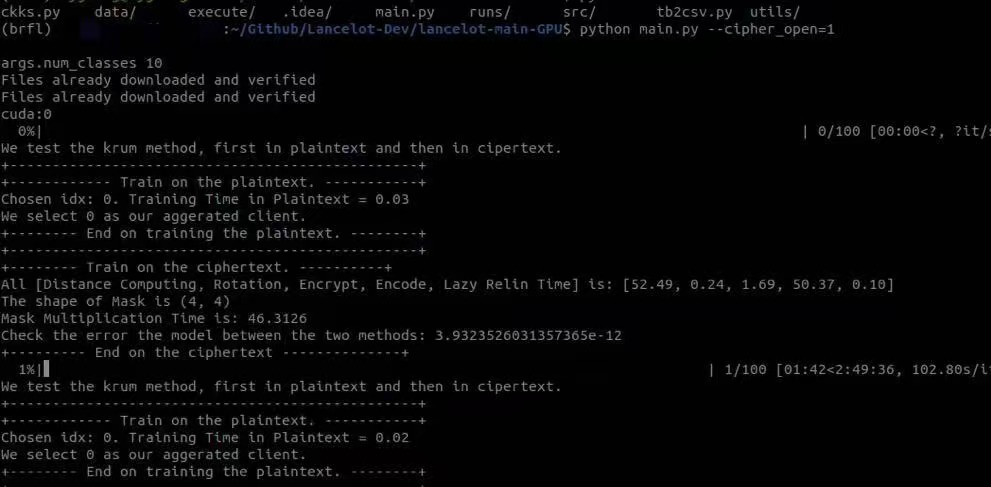 ckks.py    data/      execute/   .idea/     main.py    runs/      src/       tb2csv.py  utils/
(brfl)                     :~/Github/Lancelot-Dev/lancelot-main-GPU$ python main.py --cipher_open=1
args.num_classes 10
Files already downloaded and verified
Files already downloaded and verified
cuda:0
  0%|                                                                                          | 0/100 [00:00<?, ?it/s
We test the krum method, first in plaintext and then in cipertext.
+------------------------------------------------+
+------------ Train on the plaintext. -----------+
Chosen idx: 0. Training Time in Plaintext = 0.03
We select 0 as our aggerated client.
+-------- End on training the plaintext. --------+
+------------------------------------------------+
+-------- Train on the ciphertext. ----------+
All [Distance Computing, Rotation, Encrypt, Encode, Lazy Relin Time] is: [52.49, 0.24, 1.69, 50.37, 0.10]
The shape of Mask is (4, 4)
Mask Multiplication Time is: 46.3126
Check the error the model between the two methods: 3.9323526031357365e-12
+--------- End on the ciphertext --------------+
  1%|                                                                               | 1/100 [01:42<2:49:36, 102.80s/it
We test the krum method, first in plaintext and then in cipertext.
+------------------------------------------------+
+------------ Train on the plaintext. -----------+
Chosen idx: 0. Training Time in Plaintext = 0.02
We select 0 as our aggerated client.
+-------- End on training the plaintext. --------+